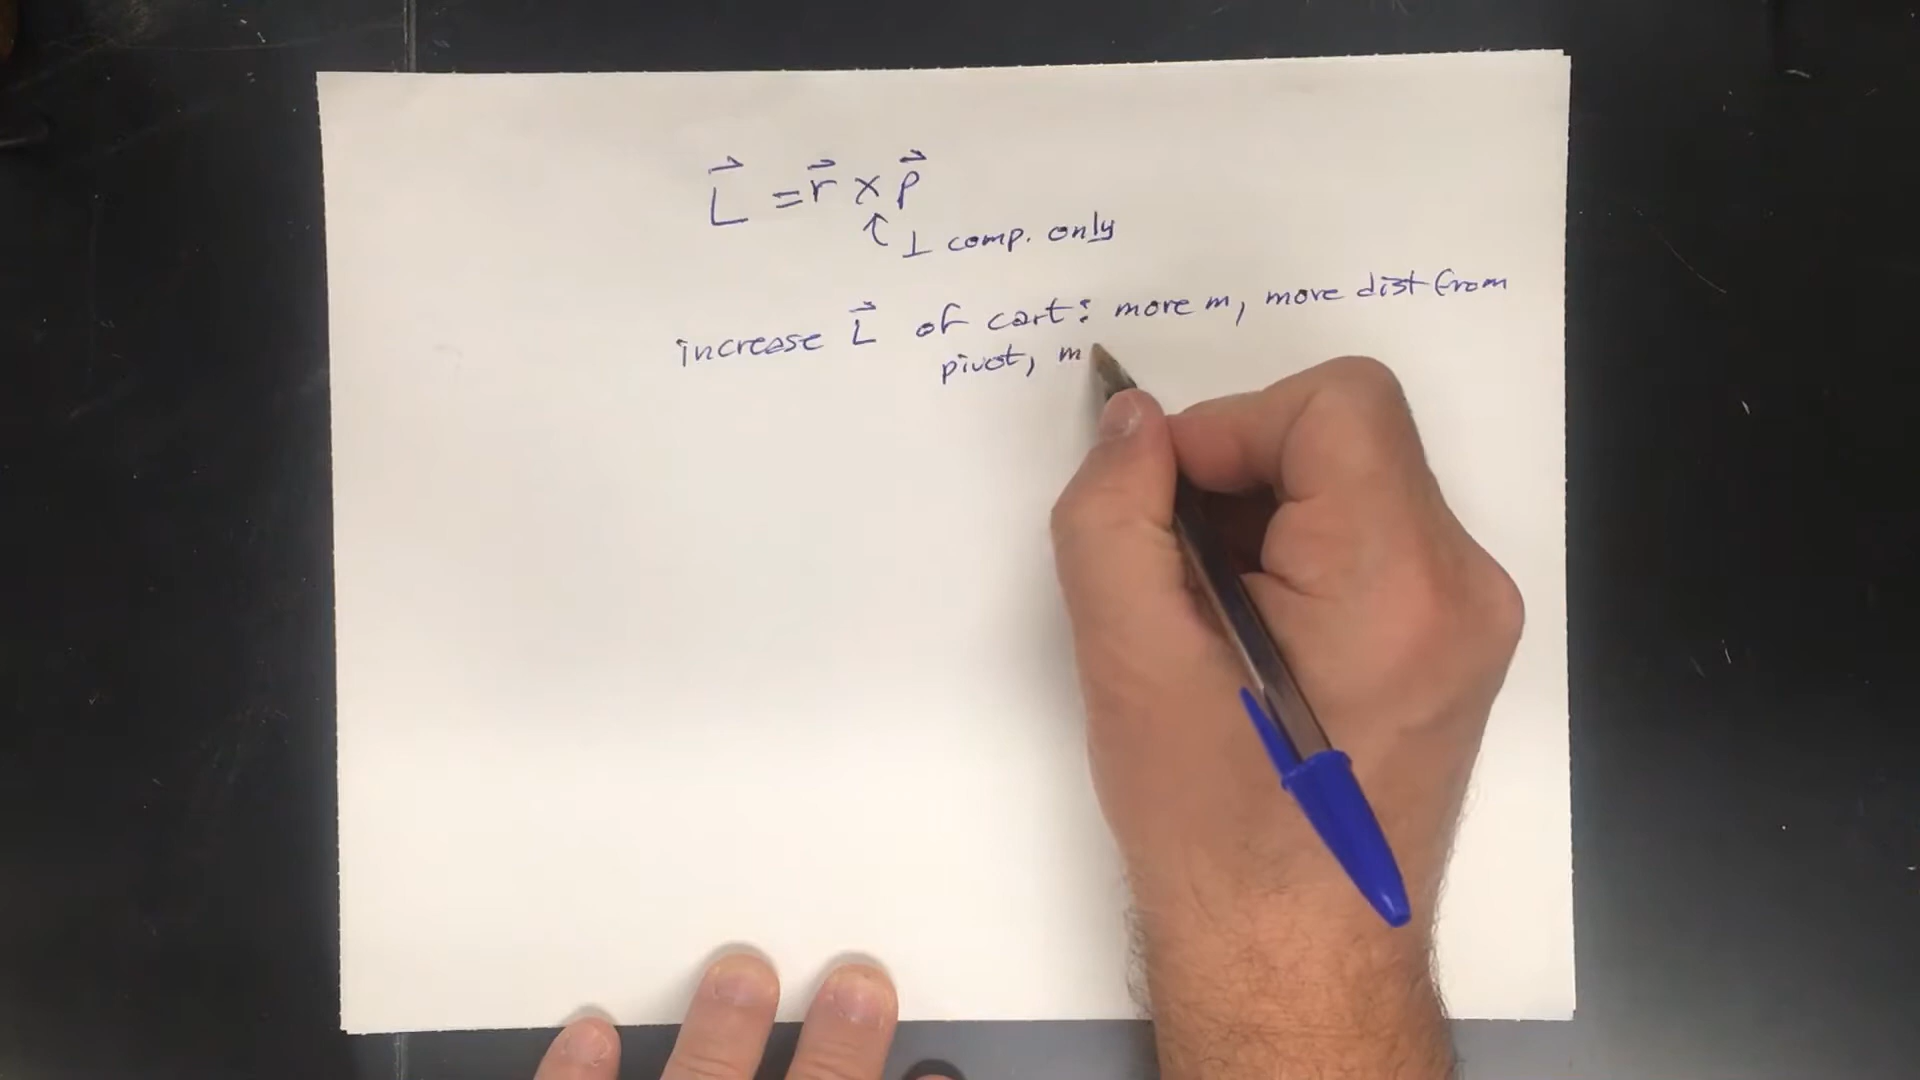 L⃗ = r⃗ × p⃗
↑ ⊥ comp. only
increase L⃗ of cart: more m, more dist from
pivot, m